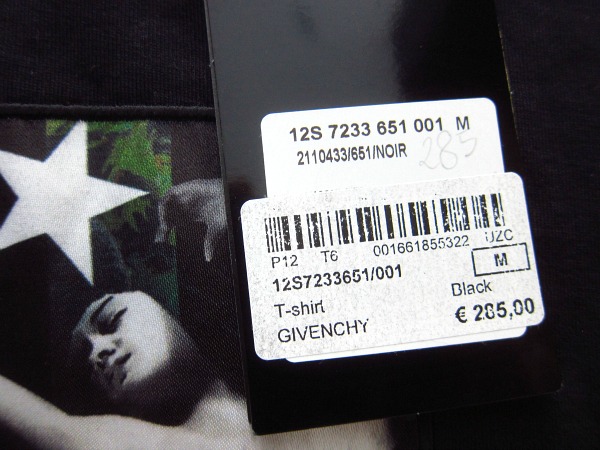 12S 7233 651 001 M
2110433/651/NOIR
285
P12 T6 001661855322 UZC
12S7233651/001 M
T-shirt Black
GIVENCHY € 285,00